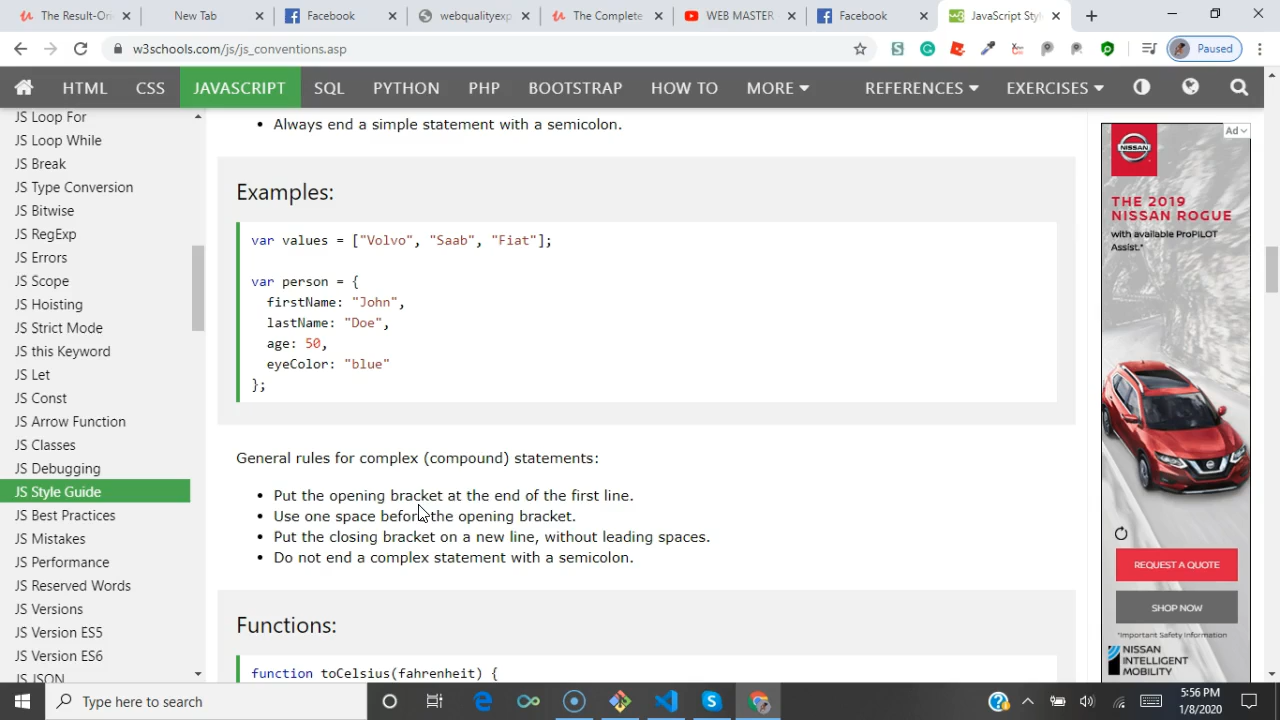 The Result-Ori
New Tab
Facebook
webqualityexp
The Complete
WEB MASTER
Facebook
JavaScript Sty
w3schools.com/js/js_conventions.asp
Paused
HTML
CSS
JAVASCRIPT
SQL
PYTHON
PHP
BOOTSTRAP
HOW TO
MORE
REFERENCES
EXERCISES
JS Loop For
JS Loop While
JS Break
JS Type Conversion
JS Bitwise
JS RegExp
JS Errors
JS Scope
JS Hoisting
JS Strict Mode
JS this Keyword
JS Let
JS Const
JS Arrow Function
JS Classes
JS Debugging
JS Style Guide
JS Best Practices
JS Mistakes
JS Performance
JS Reserved Words
JS Versions
JS Version ES5
JS Version ES6
JS JSON
• Always end a simple statement with a semicolon.
Examples:
var values = ["Volvo", "Saab", "Fiat"];
var person = {
firstName: "John",
lastName: "Doe",
age: 50,
eyeColor: "blue"
};
General rules for complex (compound) statements:
• Put the opening bracket at the end of the first line.
• Use one space before the opening bracket.
• Put the closing bracket on a new line, without leading spaces.
• Do not end a complex statement with a semicolon.
Functions:
function toCelsius(fahrenheit) {
Ad
NISSAN
THE 2019
NISSAN ROGUE
with available ProPILOT
Assist.*
REQUEST A QUOTE
SHOP NOW
*Important Safety Information
NISSAN
INTELLIGENT
MOBILITY
Type here to search
5:56 PM
1/8/2020